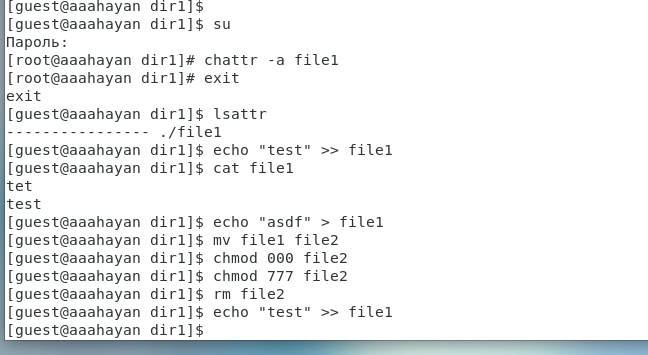 [guest@aaahayan dir1]$
[guest@aaahayan dir1]$ su
Пароль:
[root@aaahayan dir1]# chattr -a file1
[root@aaahayan dir1]# exit
exit
[guest@aaahayan dir1]$ lsattr
---------------- ./file1
[guest@aaahayan dir1]$ echo "test" >> file1
[guest@aaahayan dir1]$ cat file1
tet
test
[guest@aaahayan dir1]$ echo "asdf" > file1
[guest@aaahayan dir1]$ mv file1 file2
[guest@aaahayan dir1]$ chmod 000 file2
[guest@aaahayan dir1]$ chmod 777 file2
[guest@aaahayan dir1]$ rm file2
[guest@aaahayan dir1]$ echo "test" >> file1
[guest@aaahayan dir1]$